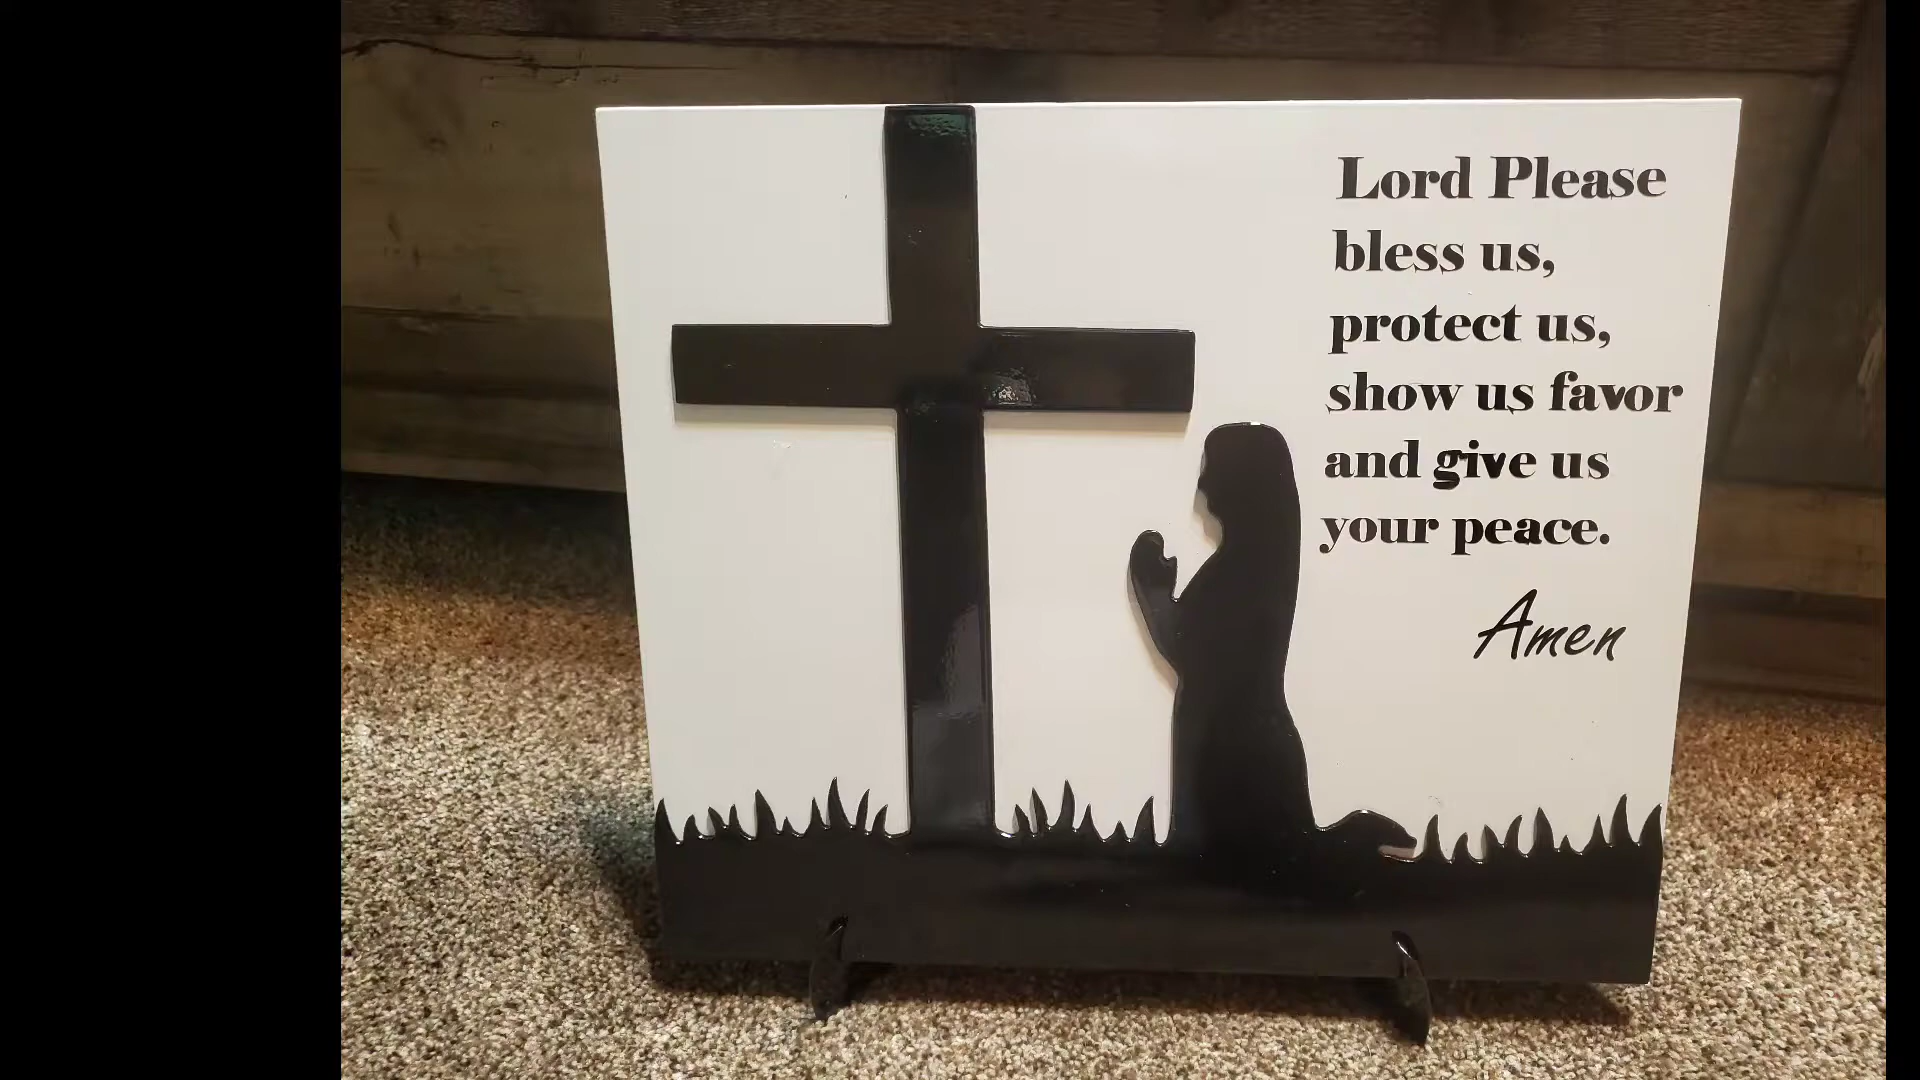 Lord Please
bless us,
protect us,
show us favor
and give us
your peace.
Amen